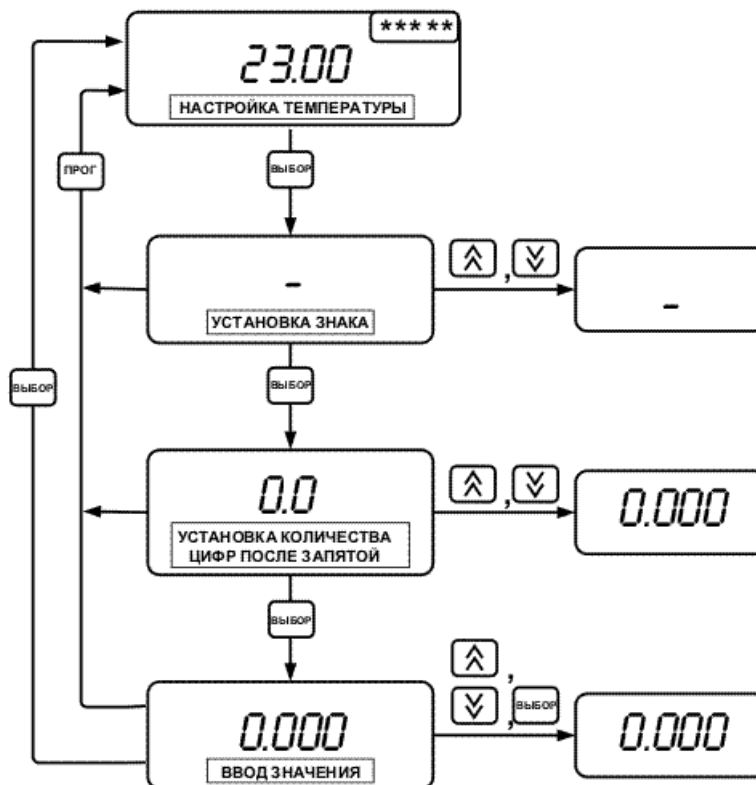 *****
23.00
НАСТРОЙКА ТЕМПЕРАТУРЫ
ПРОГ
ВЫБОР
-
УСТАНОВКА ЗНАКА
,
-
ВЫБОР
ВЫБОР
0.0
УСТАНОВКА КОЛИЧЕСТВА
ЦИФР ПОСЛЕ ЗАПЯТОЙ
,
0.000
ВЫБОР
0.000
ВВОД ЗНАЧЕНИЯ
,
, ВЫБОР
0.000